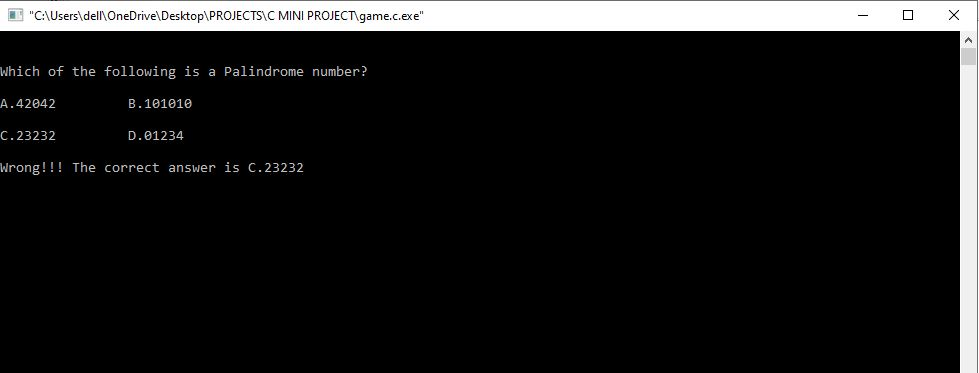 "C:\Users\dell\OneDrive\Desktop\PROJECTS\C MINI PROJECT\game.c.exe"
Which of the following is a Palindrome number?
A.42042 B.101010
C.23232 D.01234
Wrong!!! The correct answer is C.23232